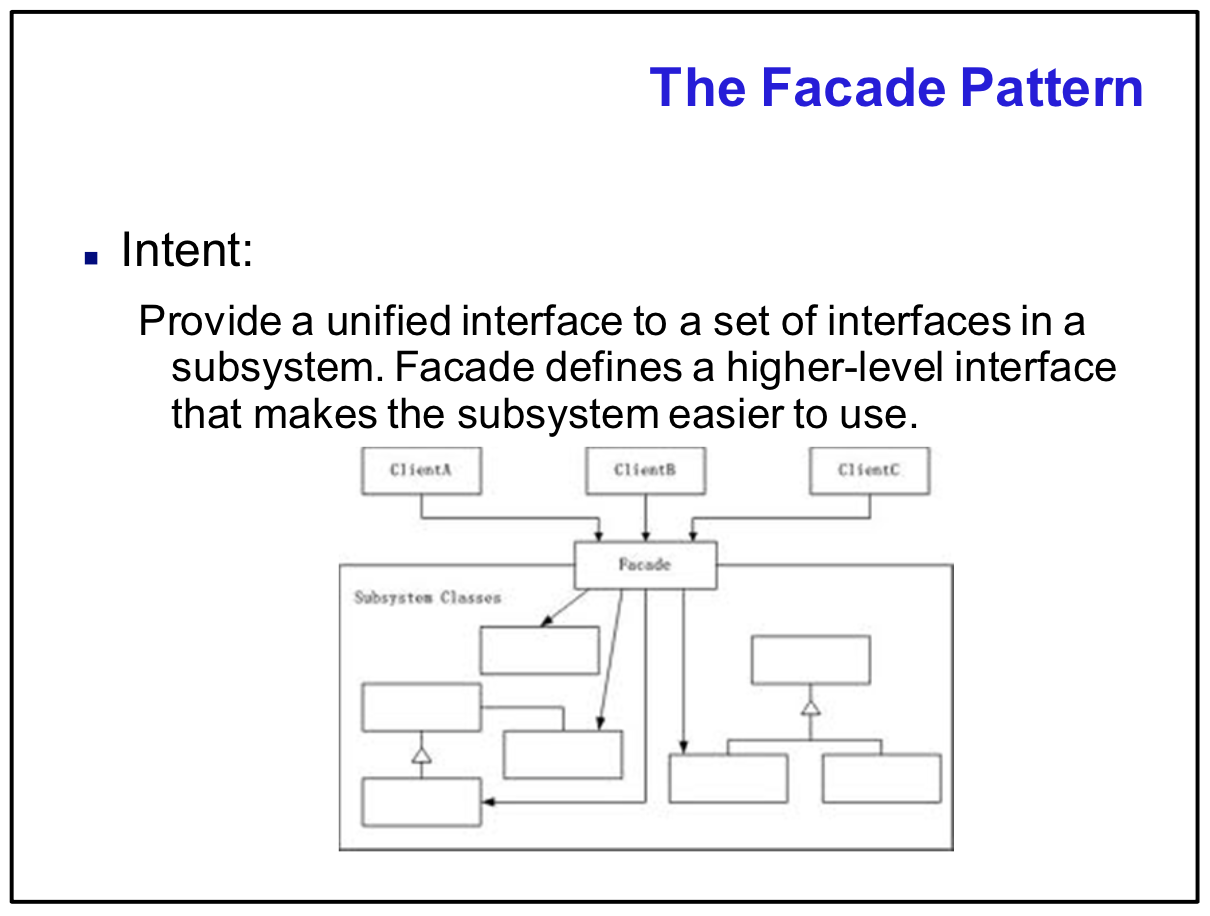 The Facade Pattern
Intent:
Provide a unified interface to a set of interfaces in a
subsystem. Facade defines a higher-level interface
that makes the subsystem easier to use.
ClientA
ClientB
ClientC
Facade
Subsystem Classes